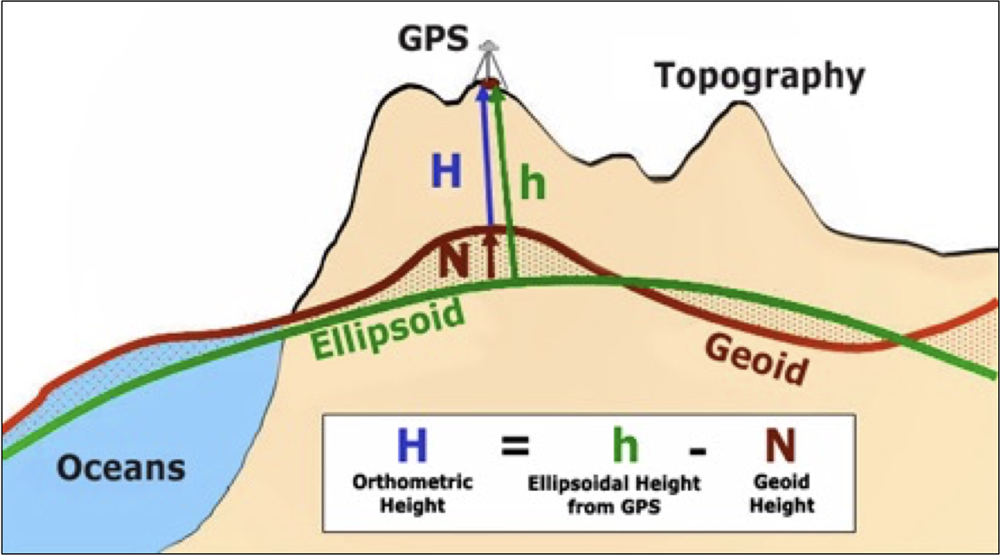 GPS
Topography
H
h
N
Ellipsoid
Geoid
Oceans
H = h - N
Orthometric
Height
Ellipsoidal Height
from GPS
Geoid
Height